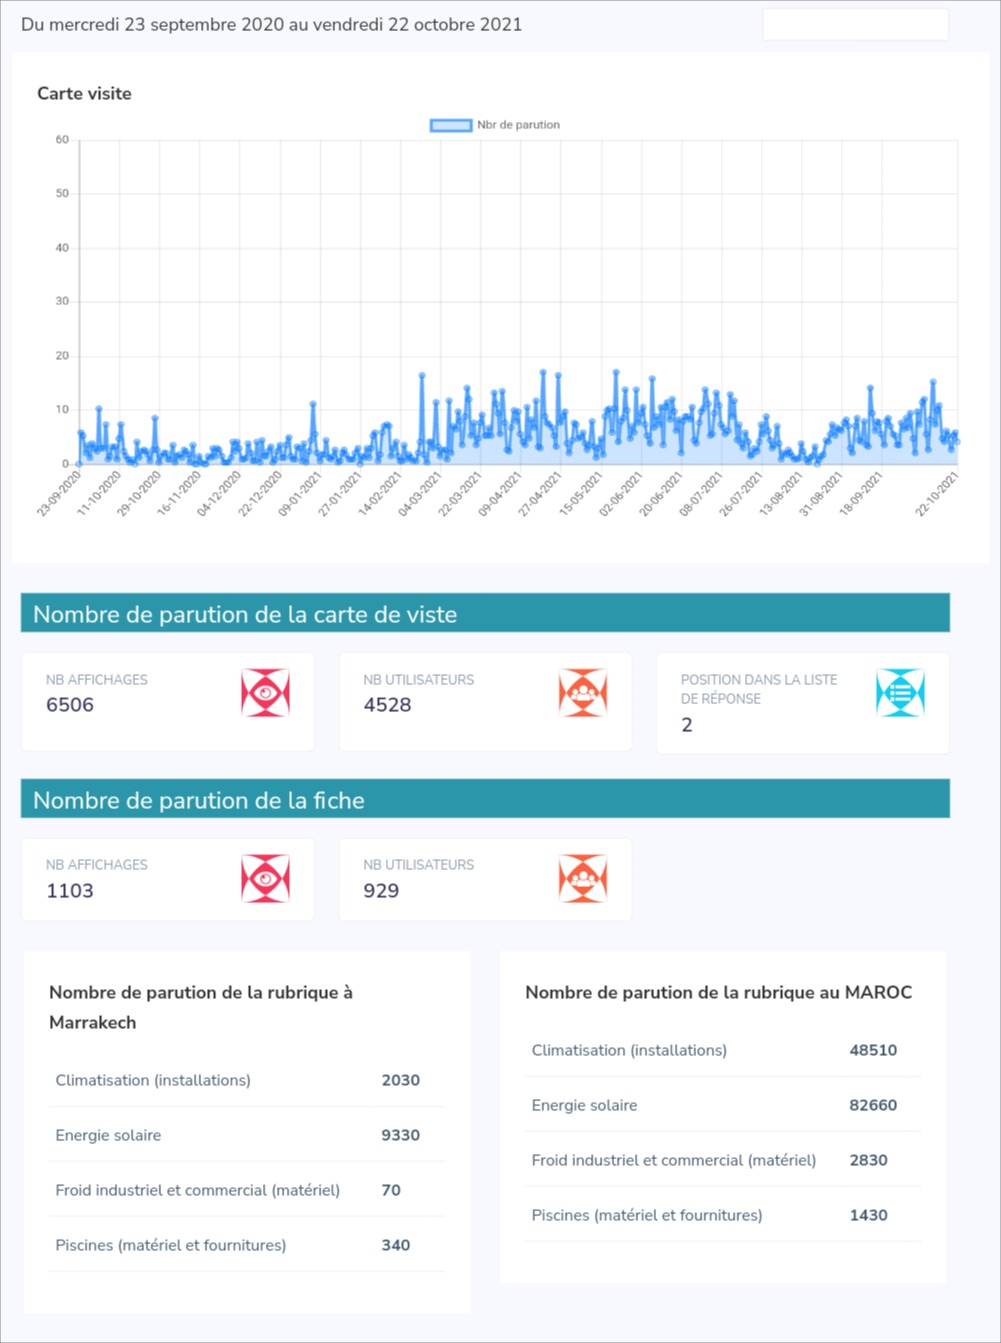 Du mercredi 23 septembre 2020 au vendredi 22 octobre 2021
Carte visite
Nbr de parution
60
50
40
30
20
10
0
23-09-2020
11-10-2020
29-10-2020
16-11-2020
04-12-2020
22-12-2020
09-01-2021
27-01-2021
14-02-2021
04-03-2021
22-03-2021
09-04-2021
27-04-2021
15-05-2021
02-06-2021
20-06-2021
08-07-2021
26-07-2021
13-08-2021
31-08-2021
18-09-2021
22-10-2021
Nombre de parution de la carte de viste
NB AFFICHAGES
6506
NB UTILISATEURS
4528
POSITION DANS LA LISTE
DE RÉPONSE
2
Nombre de parution de la fiche
NB AFFICHAGES
1103
NB UTILISATEURS
929
Nombre de parution de la rubrique à
Marrakech
Climatisation (installations) 2030
Energie solaire 9330
Froid industriel et commercial (matériel) 70
Piscines (matériel et fournitures) 340
Nombre de parution de la rubrique au MAROC
Climatisation (installations) 48510
Energie solaire 82660
Froid industriel et commercial (matériel) 2830
Piscines (matériel et fournitures) 1430